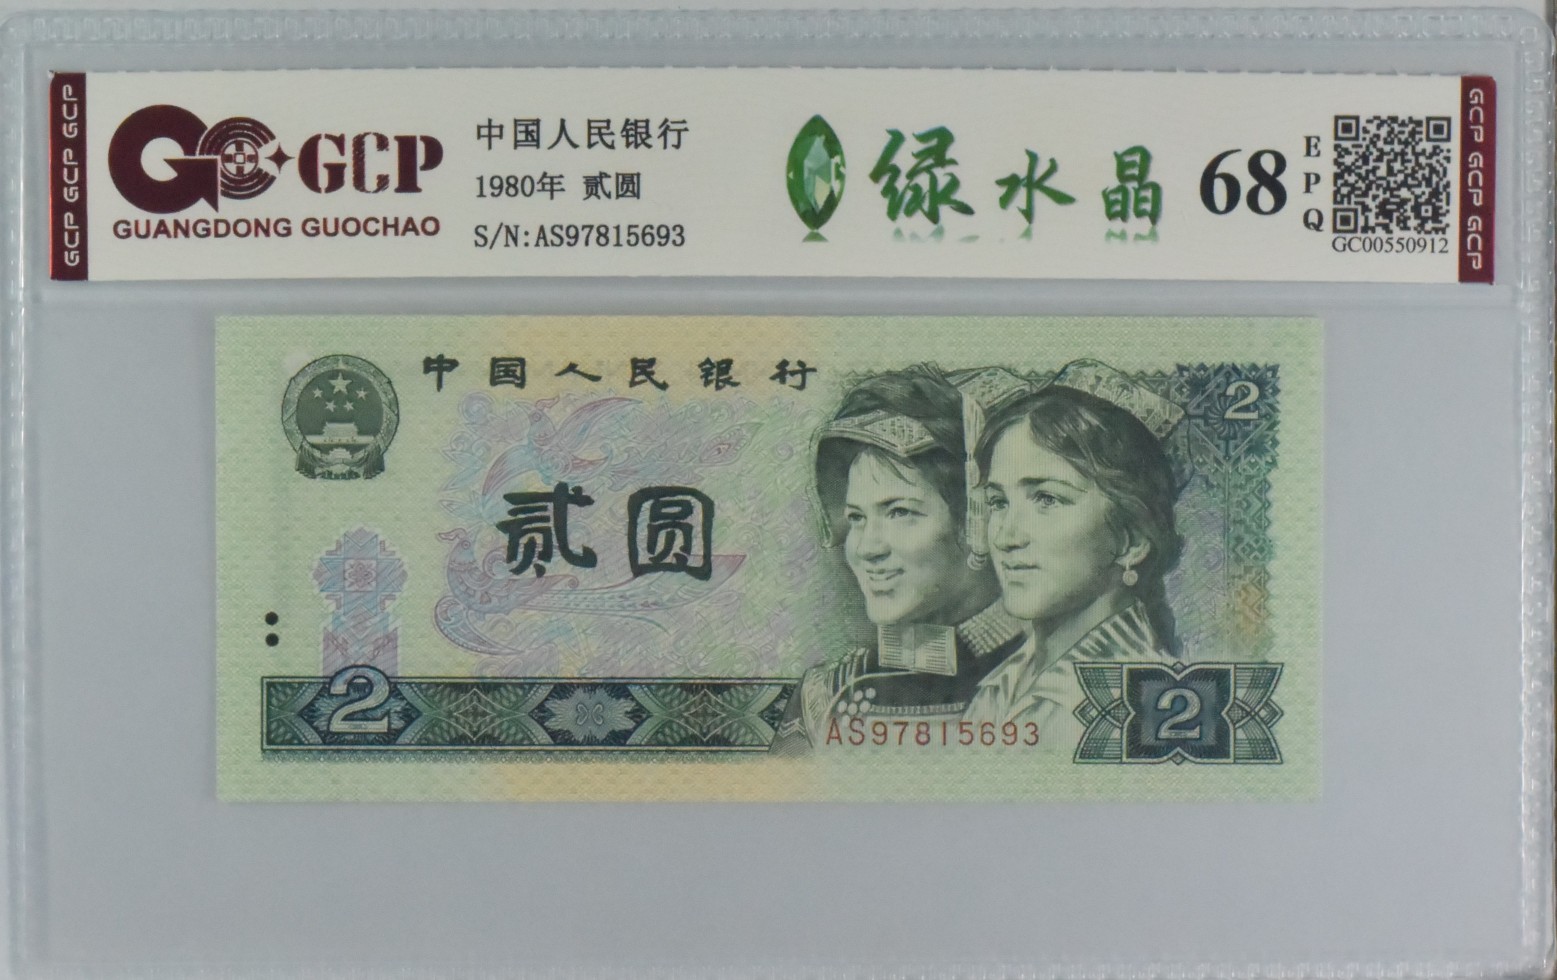 GCP GCP GCP
GCP
GUANGDONG GUOCHAO
中国人民银行
1980年 贰圆
S/N:AS97815693
绿水晶
68
EPQ
GC00550912
GCP GCP GCP
中国人民银行
2
贰圆
2
AS97815693
2